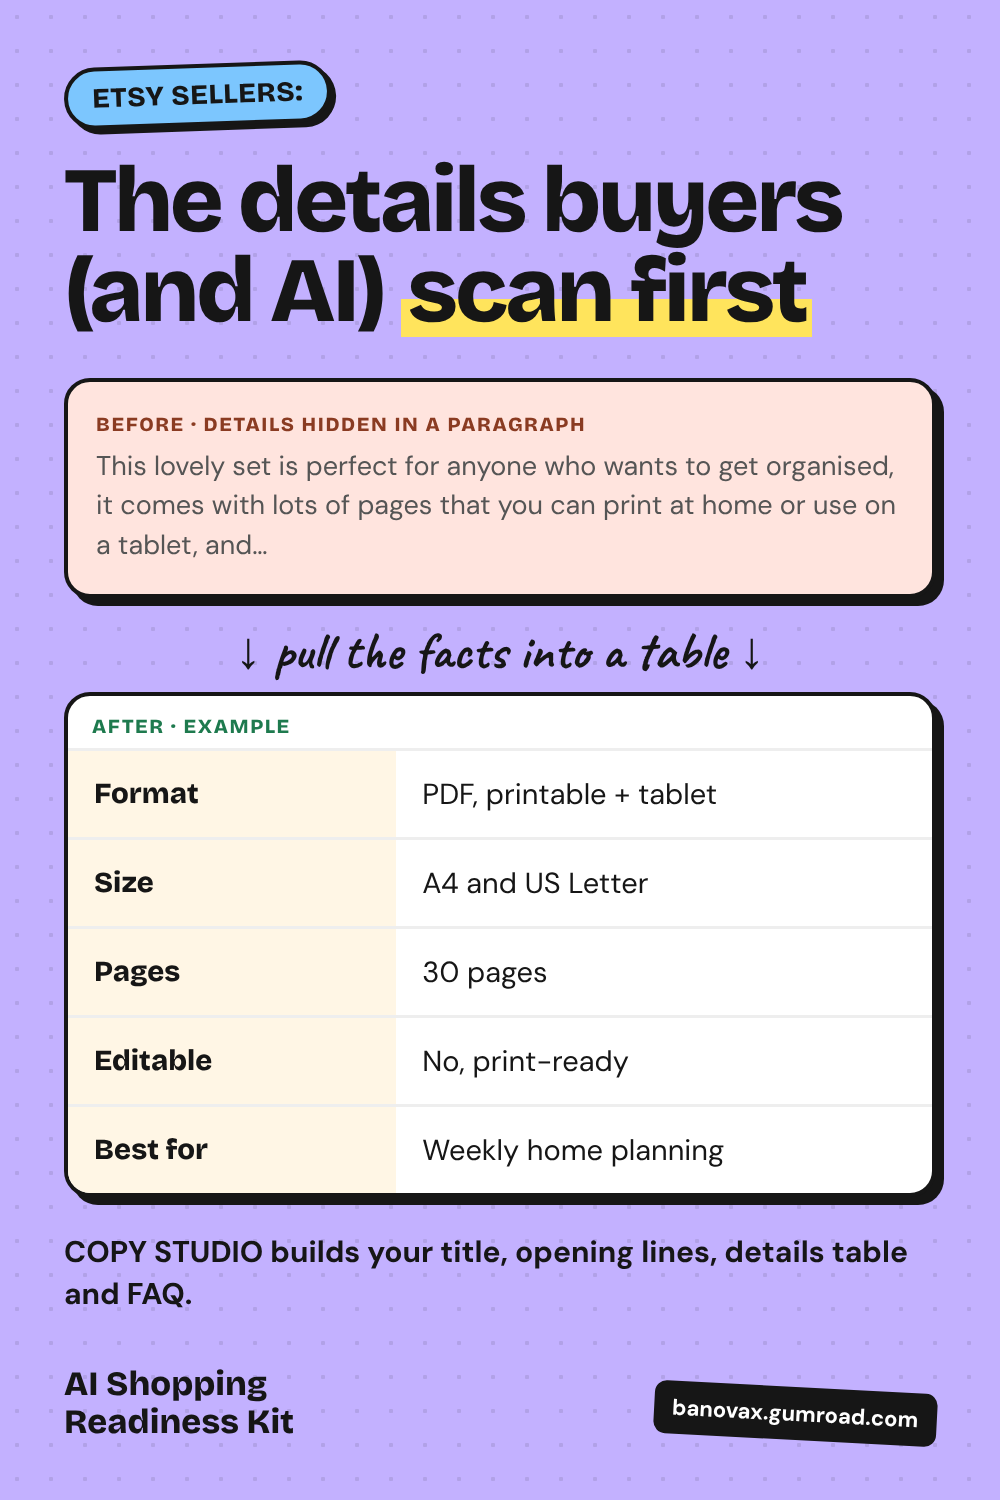 ETSY SELLERS:
The details buyers
(and AI) scan first
BEFORE · DETAILS HIDDEN IN A PARAGRAPH
This lovely set is perfect for anyone who wants to get organised,
it comes with lots of pages that you can print at home or use on
a tablet, and…
↓ pull the facts into a table ↓
AFTER · EXAMPLE
Format PDF, printable + tablet
Size A4 and US Letter
Pages 30 pages
Editable No, print-ready
Best for Weekly home planning
COPY STUDIO builds your title, opening lines, details table
and FAQ.
AI Shopping
Readiness Kit
banovax.gumroad.com